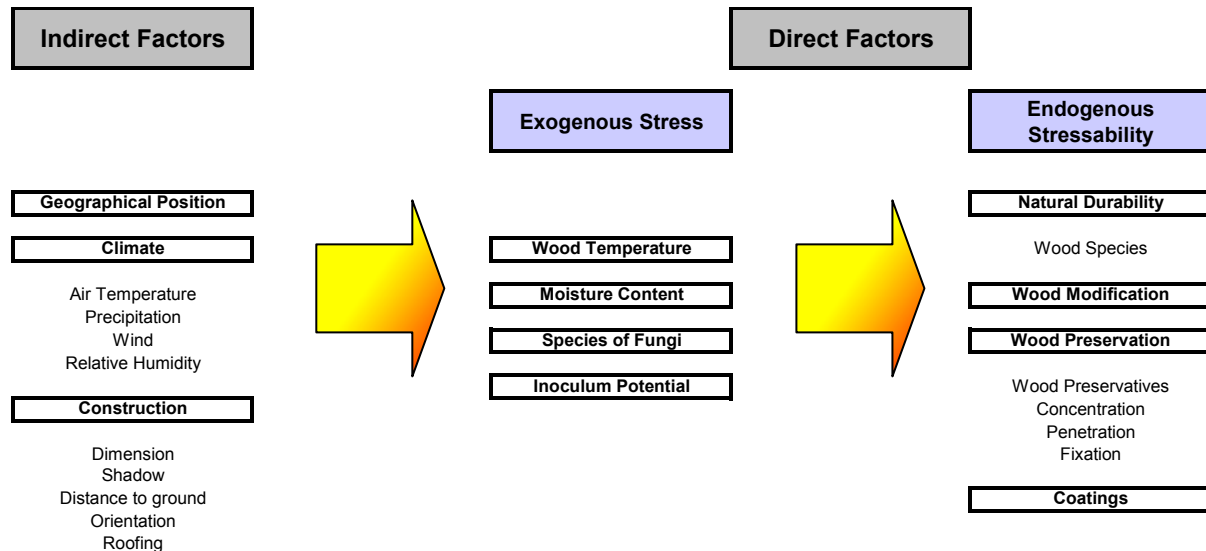 Indirect Factors
Direct Factors
Exogenous Stress
Endogenous
Stressability
Geographical Position
Climate
Air Temperature
Precipitation
Wind
Relative Humidity
Construction
Dimension
Shadow
Distance to ground
Orientation
Roofing
Wood Temperature
Moisture Content
Species of Fungi
Inoculum Potential
Natural Durability
Wood Species
Wood Modification
Wood Preservation
Wood Preservatives
Concentration
Penetration
Fixation
Coatings